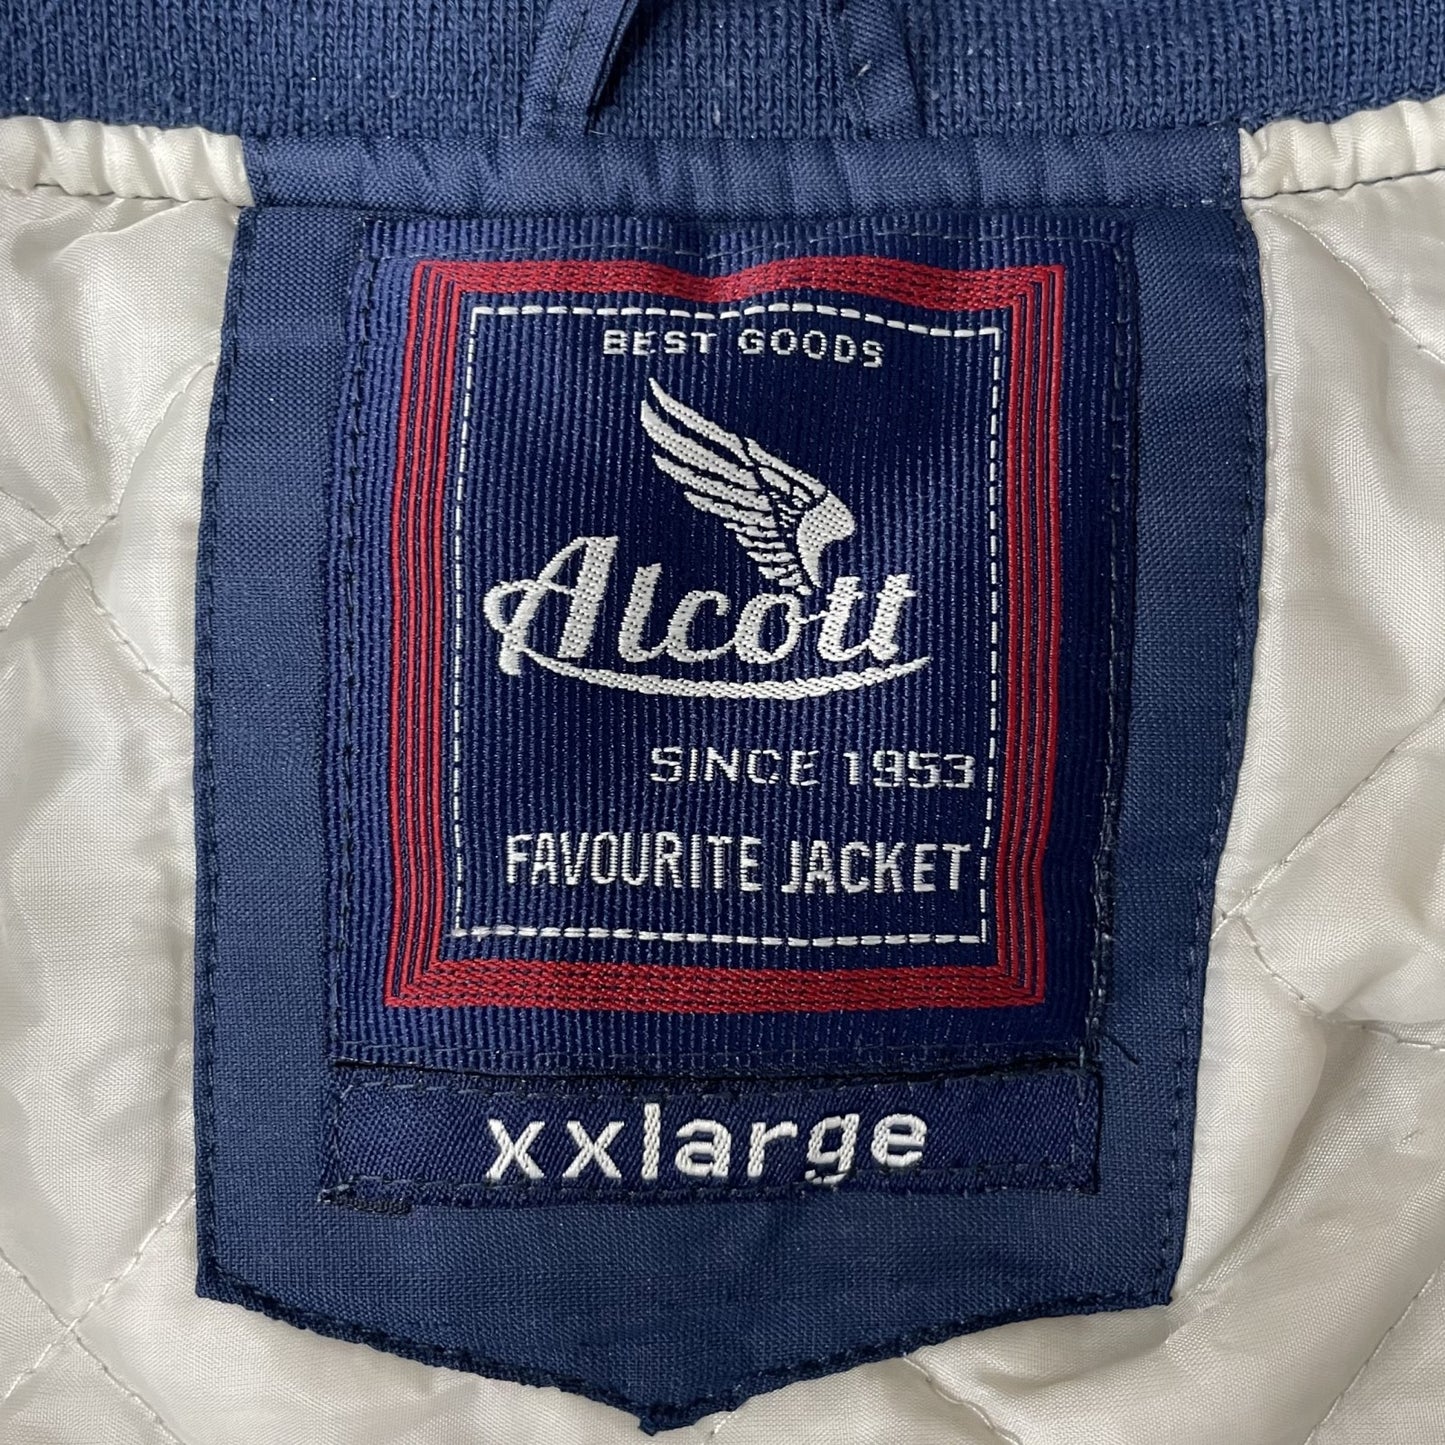 BEST GOODS
Alcott
SINCE 1953
FAVOURITE JACKET
xxlarge